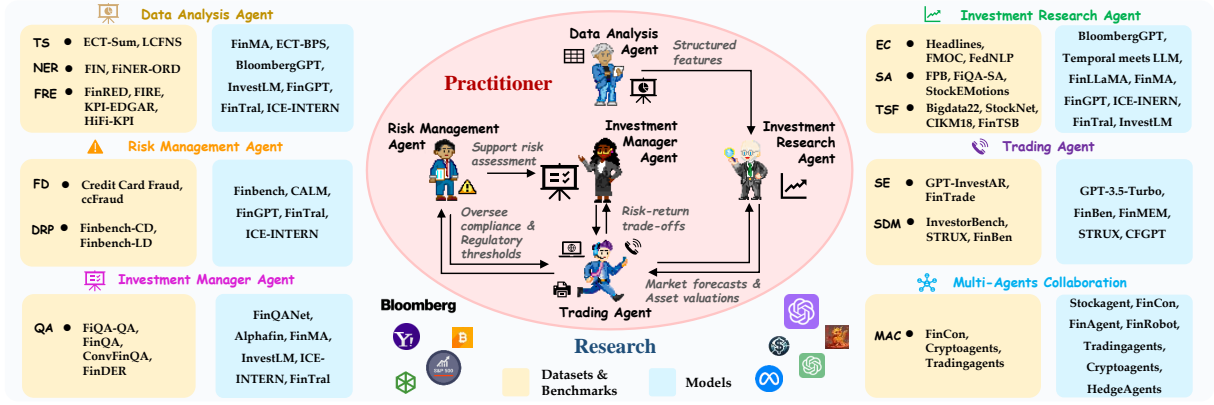 Data Analysis Agent
TS ● ECT-Sum, LCFNS
NER ● FIN, FiNER-ORD
FRE ● FinRED, FIRE,
KPI-EDGAR,
HiFi-KPI
FinMA, ECT-BPS,
BloombergGPT,
InvestLM, FinGPT,
FinTral, ICE-INTERN
Risk Management Agent
FD ● Credit Card Fraud,
ccFraud
DRP ● Finbench-CD,
Finbench-LD
Finbench, CALM,
FinGPT, FinTral,
ICE-INTERN
Investment Manager Agent
QA ● FiQA-QA,
FinQA,
ConvFinQA,
FinDER
FinQANet,
Alphafin, FinMA,
InvestLM, ICE-
INTERN, FinTral
Practitioner
Data Analysis
Agent
Structured
features
Risk Management
Agent
Support risk
assessment
Investment
Manager
Agent
Investment
Research
Agent
Oversee
compliance &
Regulatory
thresholds
Risk-return
trade-offs
Market forecasts &
Asset valuations
Trading Agent
Bloomberg
Y!
B
S&P 500
Research
Datasets &
Benchmarks
Models
Investment Research Agent
EC ● Headlines,
FMOC, FedNLP
SA ● FPB, FiQA-SA,
StockEMotions
TSF ● Bigdata22, StockNet,
CIKM18, FinTSB
BloombergGPT,
Temporal meets LLM,
FinLLaMA, FinMA,
FinGPT, ICE-INERN,
FinTral, InvestLM
Trading Agent
SE ● GPT-InvestAR,
FinTrade
SDM ● InvestorBench,
STRUX, FinBen
GPT-3.5-Turbo,
FinBen, FinMEM,
STRUX, CFGPT
Multi-Agents Collaboration
MAC ● FinCon,
Cryptoagents,
Tradingagents
Stockagent, FinCon,
FinAgent, FinRobot,
Tradingagents,
Cryptoagents,
HedgeAgents